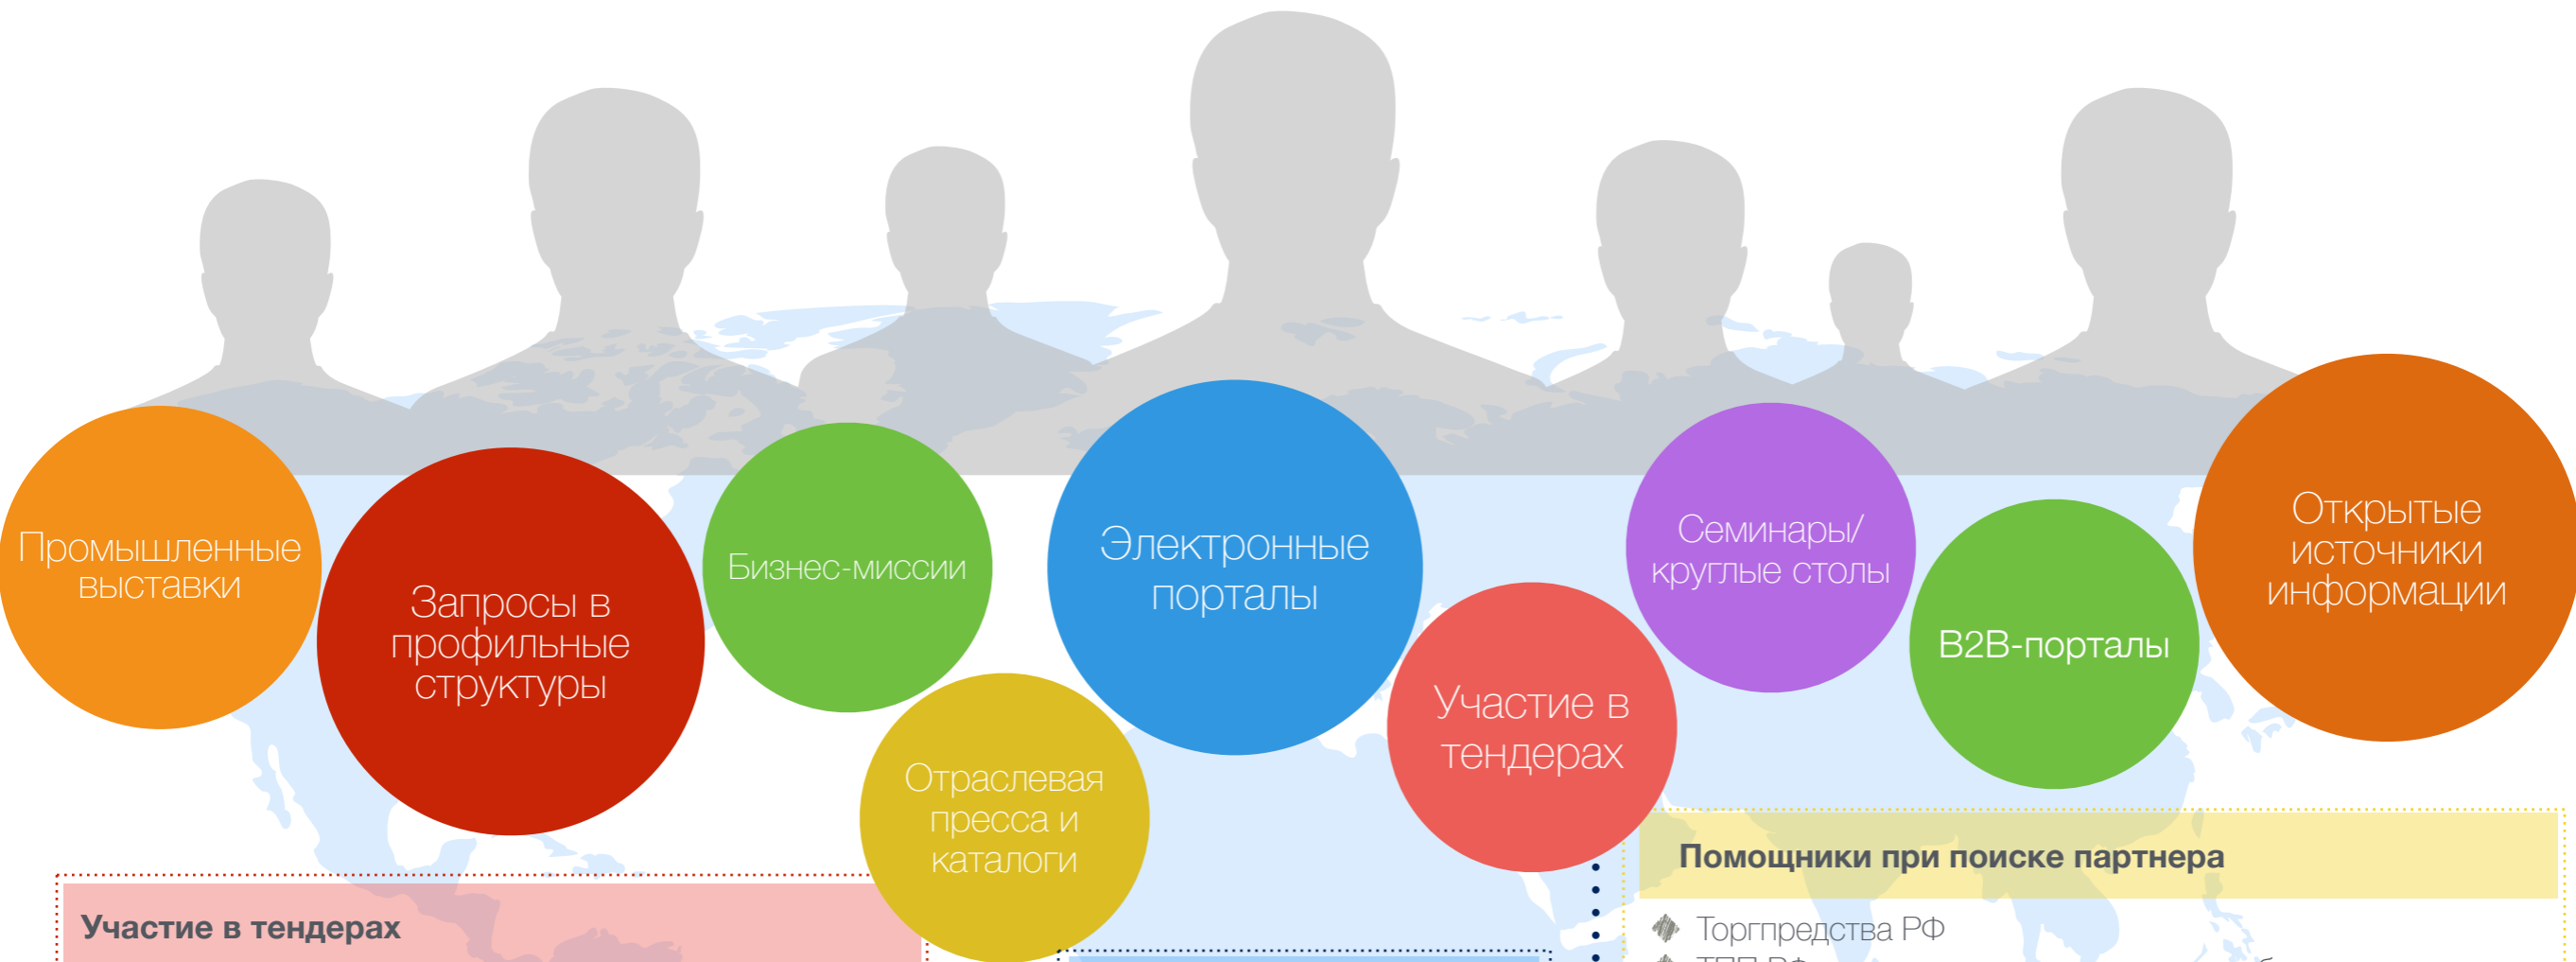 Промышленные
выставки
Запросы в
профильные
структуры
Бизнес-миссии
Отраслевая
пресса и
каталоги
Электронные
порталы
Участие в
тендерах
Семинары/
круглые столы
B2B-порталы
Открытые
источники
информации
Участие в тендерах
Помощники при поиске партнера
Торгпредства РФ